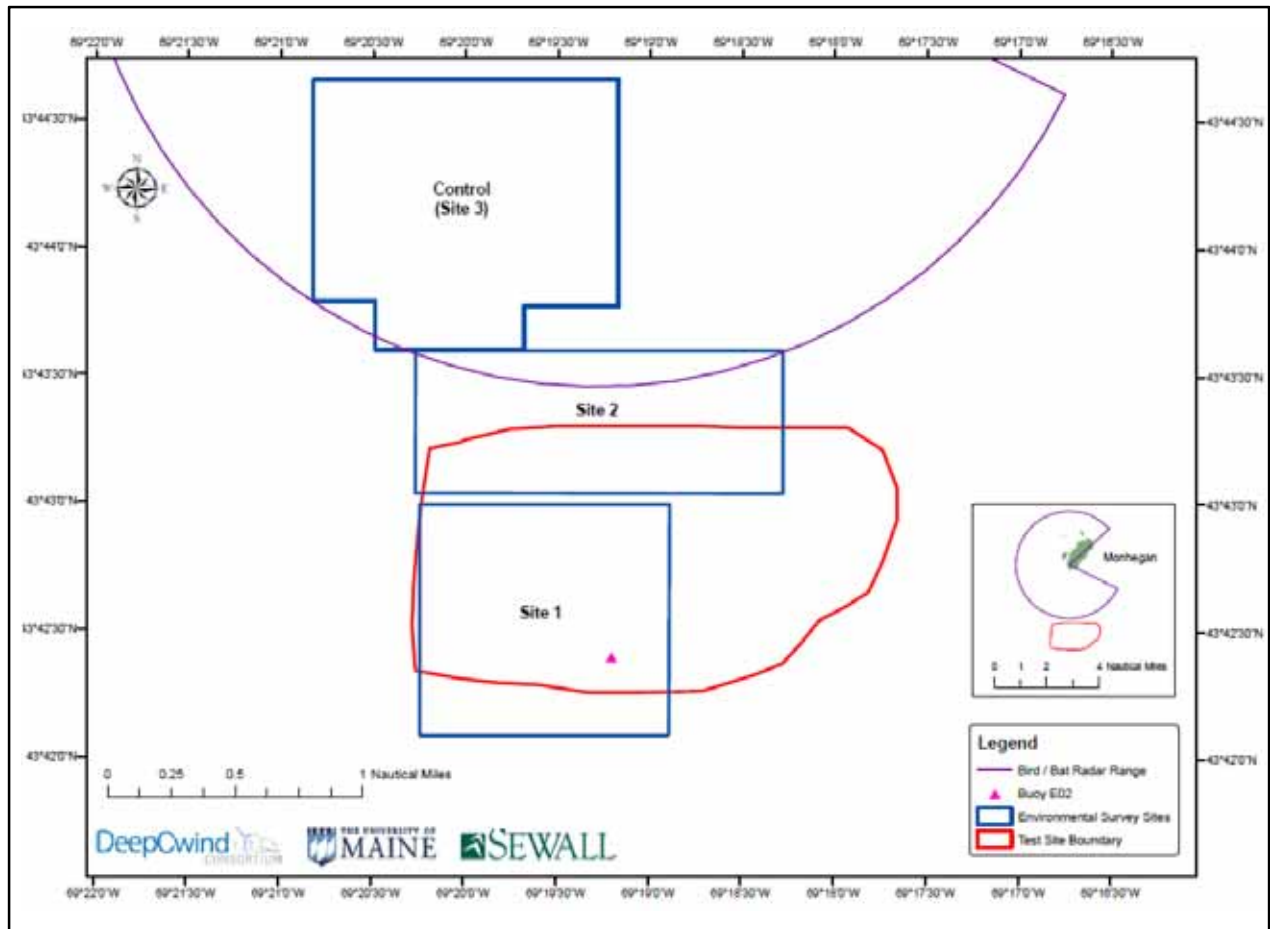 69°22'0"W 69°21'30"W 69°21'0"W 69°20'30"W 69°20'0"W 69°19'30"W 69°19'0"W 69°18'30"W 69°18'0"W 69°17'30"W 69°17'0"W 69°16'30"W
43°44'30"N 43°44'30"N
N
W E
S
Control
(Site 3)
43°44'0"N 43°44'0"N
43°43'30"N 43°43'30"N
Site 2
43°43'0"N 43°43'0"N
Monhegan
Site 1
43°42'30"N 43°42'30"N
0 1 2 4 Nautical Miles
Legend
Bird / Bat Radar Range
Buoy E02
Environmental Survey Sites
Test Site Boundary
43°42'0"N 43°42'0"N
0 0.25 0.5 1 Nautical Miles
DeepCwind
CONSORTIUM
THE UNIVERSITY OF
MAINE
SEWALL
69°22'0"W 69°21'30"W 69°21'0"W 69°20'30"W 69°20'0"W 69°19'30"W 69°19'0"W 69°18'30"W 69°18'0"W 69°17'30"W 69°17'0"W 69°16'30"W